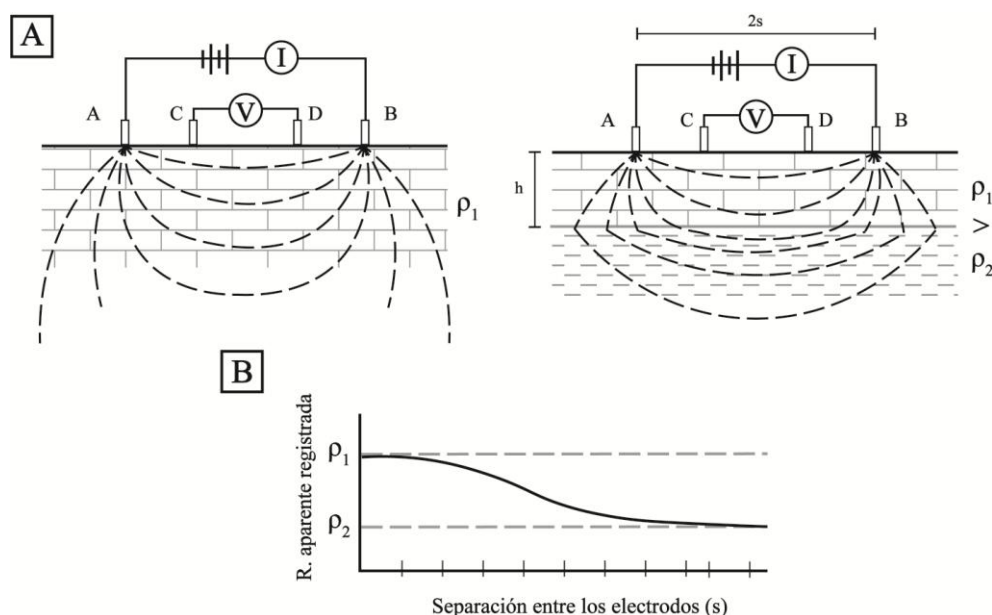 A
I
V
A
C
D
B
ρ1
2s
I
V
A
C
D
B
h
ρ1
>
ρ2
B
R. aparente registrada
ρ1
ρ2
Separación entre los electrodos (s)